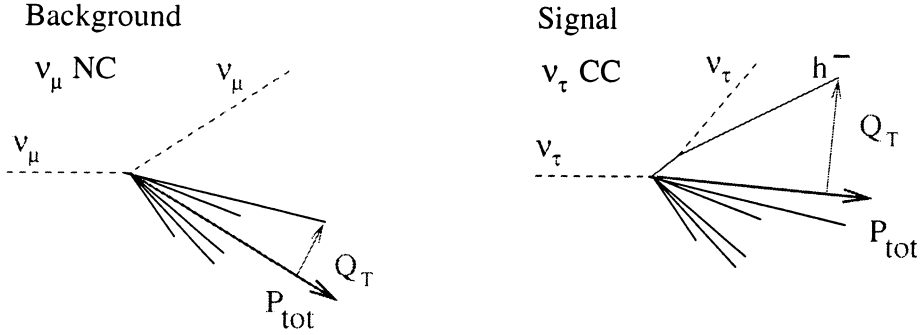 Background
ν_μ NC
ν_μ
ν_μ
Q_T
P_tot
Signal
ν_τ CC
ν_τ
h⁻
Q_T
ν_τ
P_tot